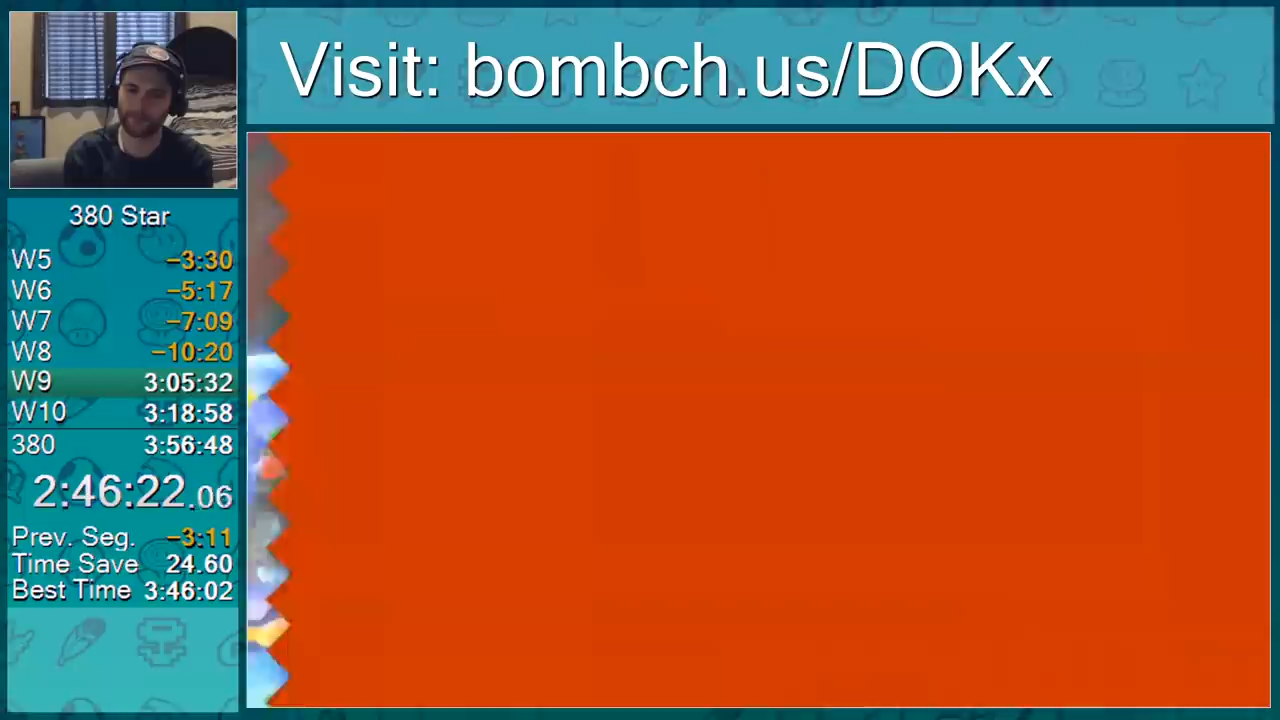 Visit: bombch.us/DOKx
380 Star
W5 -3:30
W6 -5:17
W7 -7:09
W8 -10:20
W9 3:05:32
W10 3:18:58
380 3:56:48
2:46:22.06
Prev. Seg. -3:11
Time Save 24.60
Best Time 3:46:02